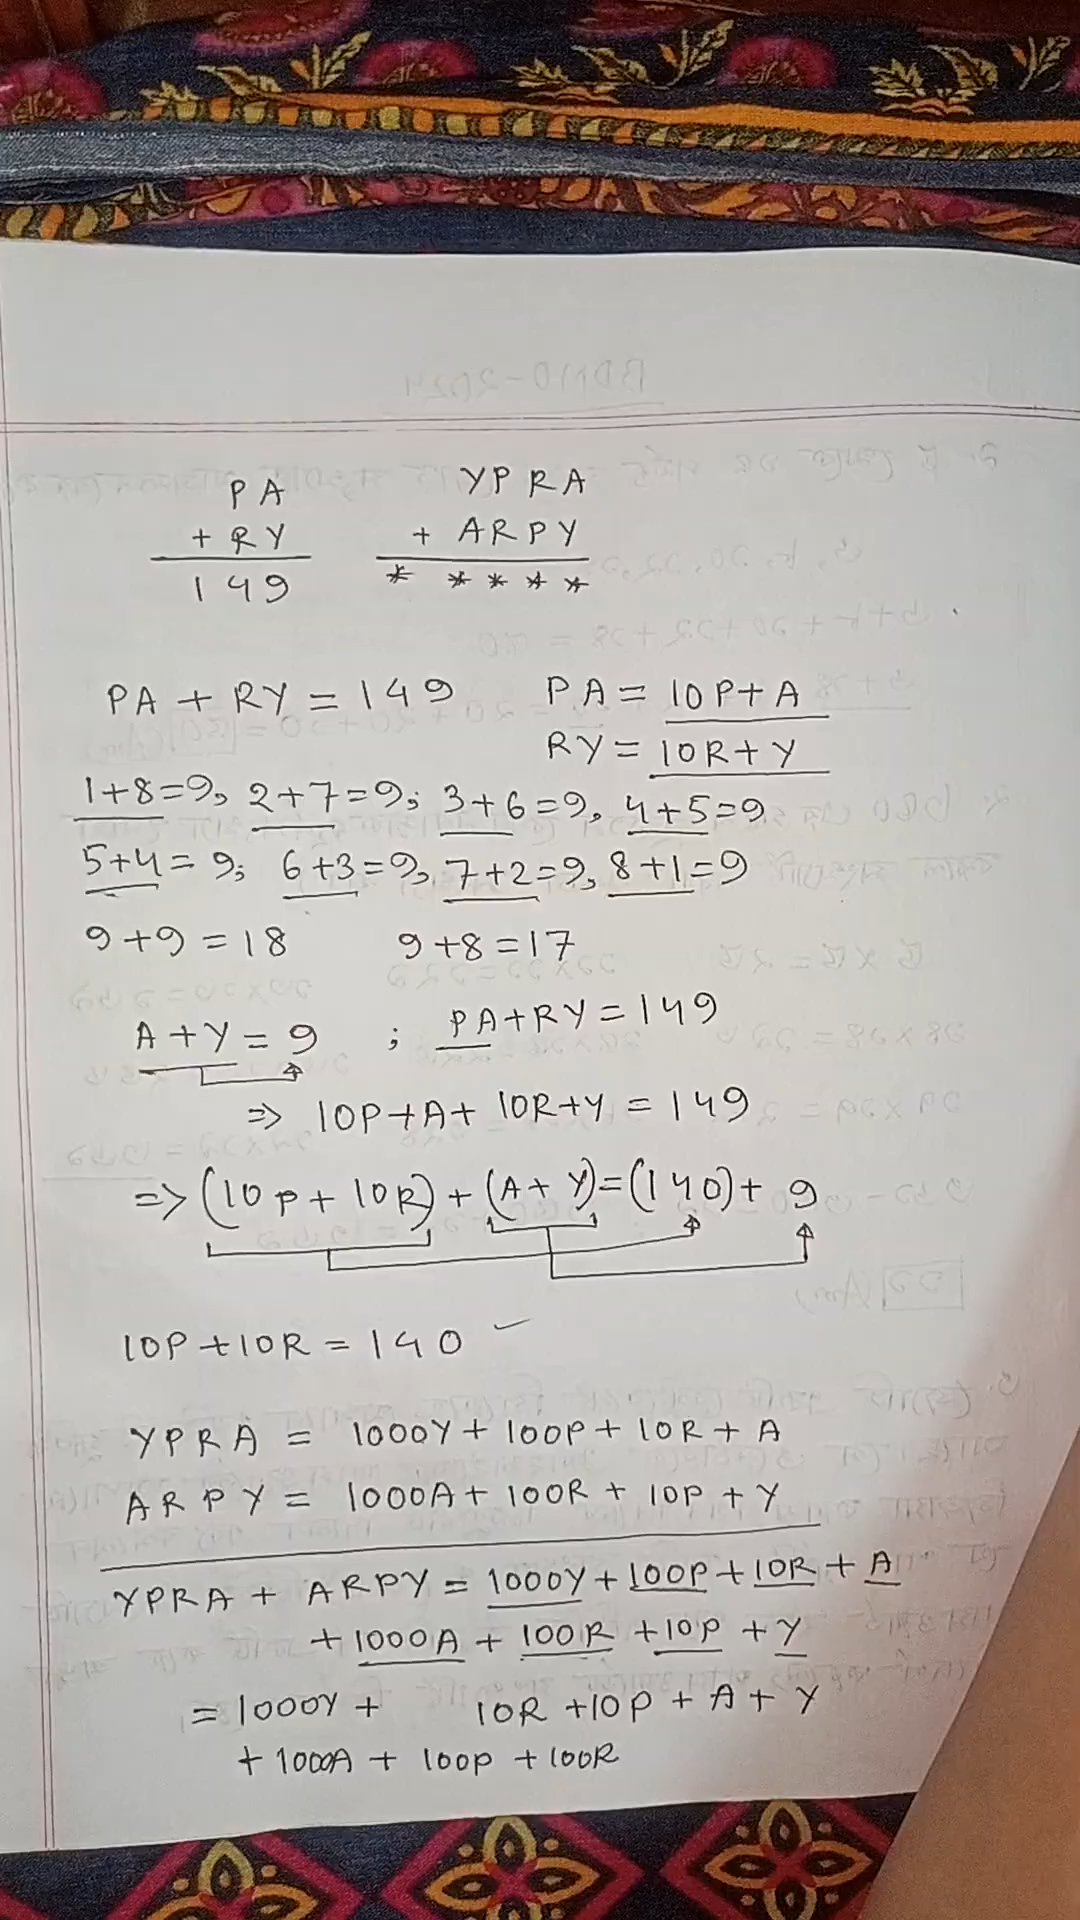 PA
+ RY
149
YPRA
+ ARPY
* * * * *
PA + RY = 149
PA = 10P+A
RY = 10R+Y
1+8=9, 2+7=9; 3+6=9, 4+5=9
5+4=9; 6+3=9, 7+2=9, 8+1=9
9+9=18 9+8=17
A+Y=9 ; PA+RY=149
=> 10P+A+10R+Y=149
=> (10P+10R)+(A+Y)=(140)+9
10P+10R=140
YPRA = 1000Y+100P+10R+A
ARPY = 1000A+100R+10P+Y
YPRA + ARPY = 1000Y+100P+10R+A
+1000A+100R+10P+Y
=1000Y+ 10R+10P+A+Y
+1000A+100P+100R